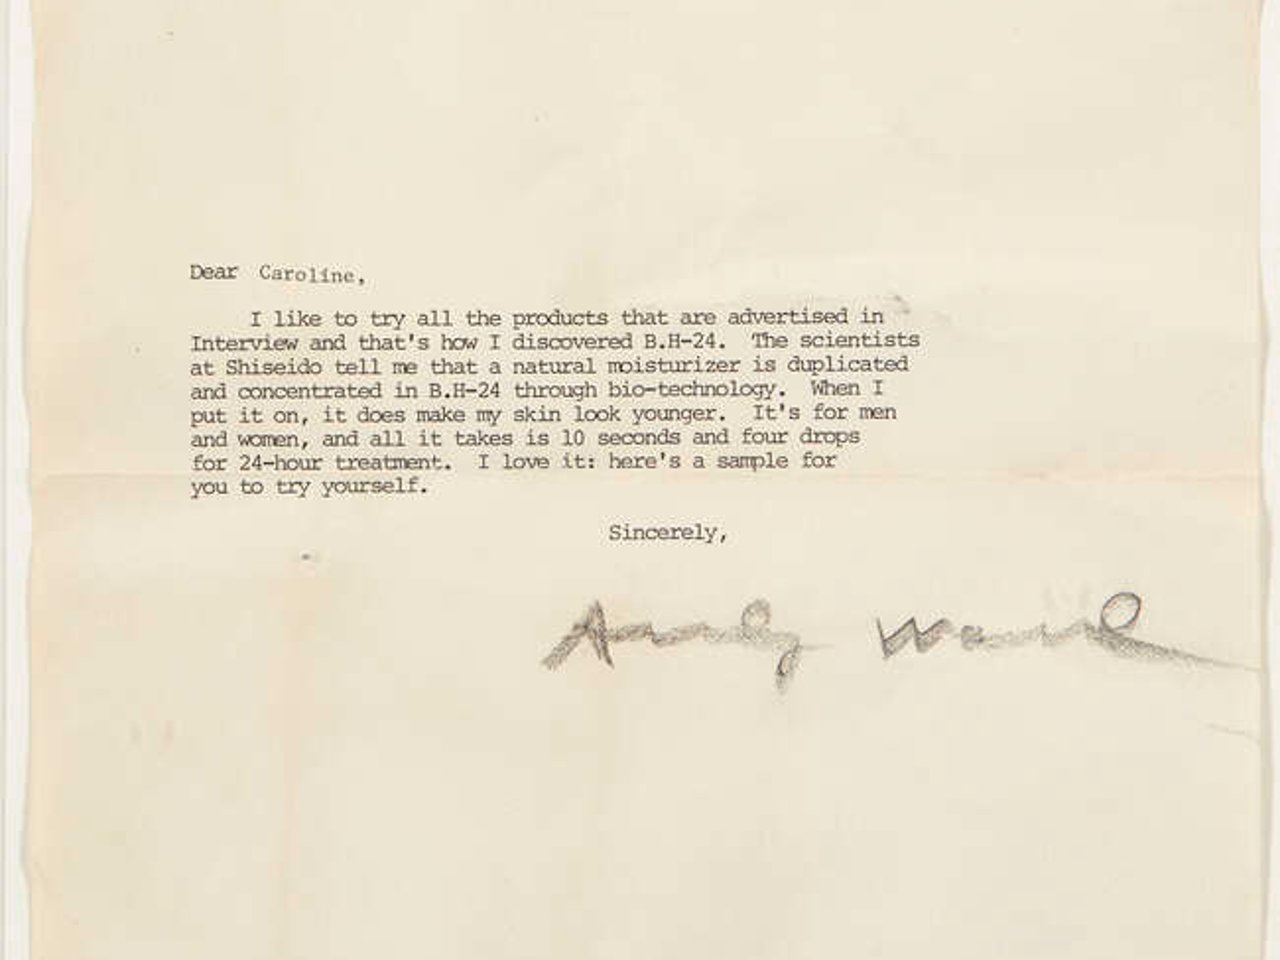 Dear Caroline,
I like to try all the products that are advertised in
Interview and that's how I discovered B.H-24. The scientists
at Shiseido tell me that a natural moisturizer is duplicated
and concentrated in B.H-24 through bio-technology. When I
put it on, it does make my skin look younger. It's for men
and women, and all it takes is 10 seconds and four drops
for 24-hour treatment. I love it: here's a sample for
you to try yourself.
Sincerely,
Andy Warhol